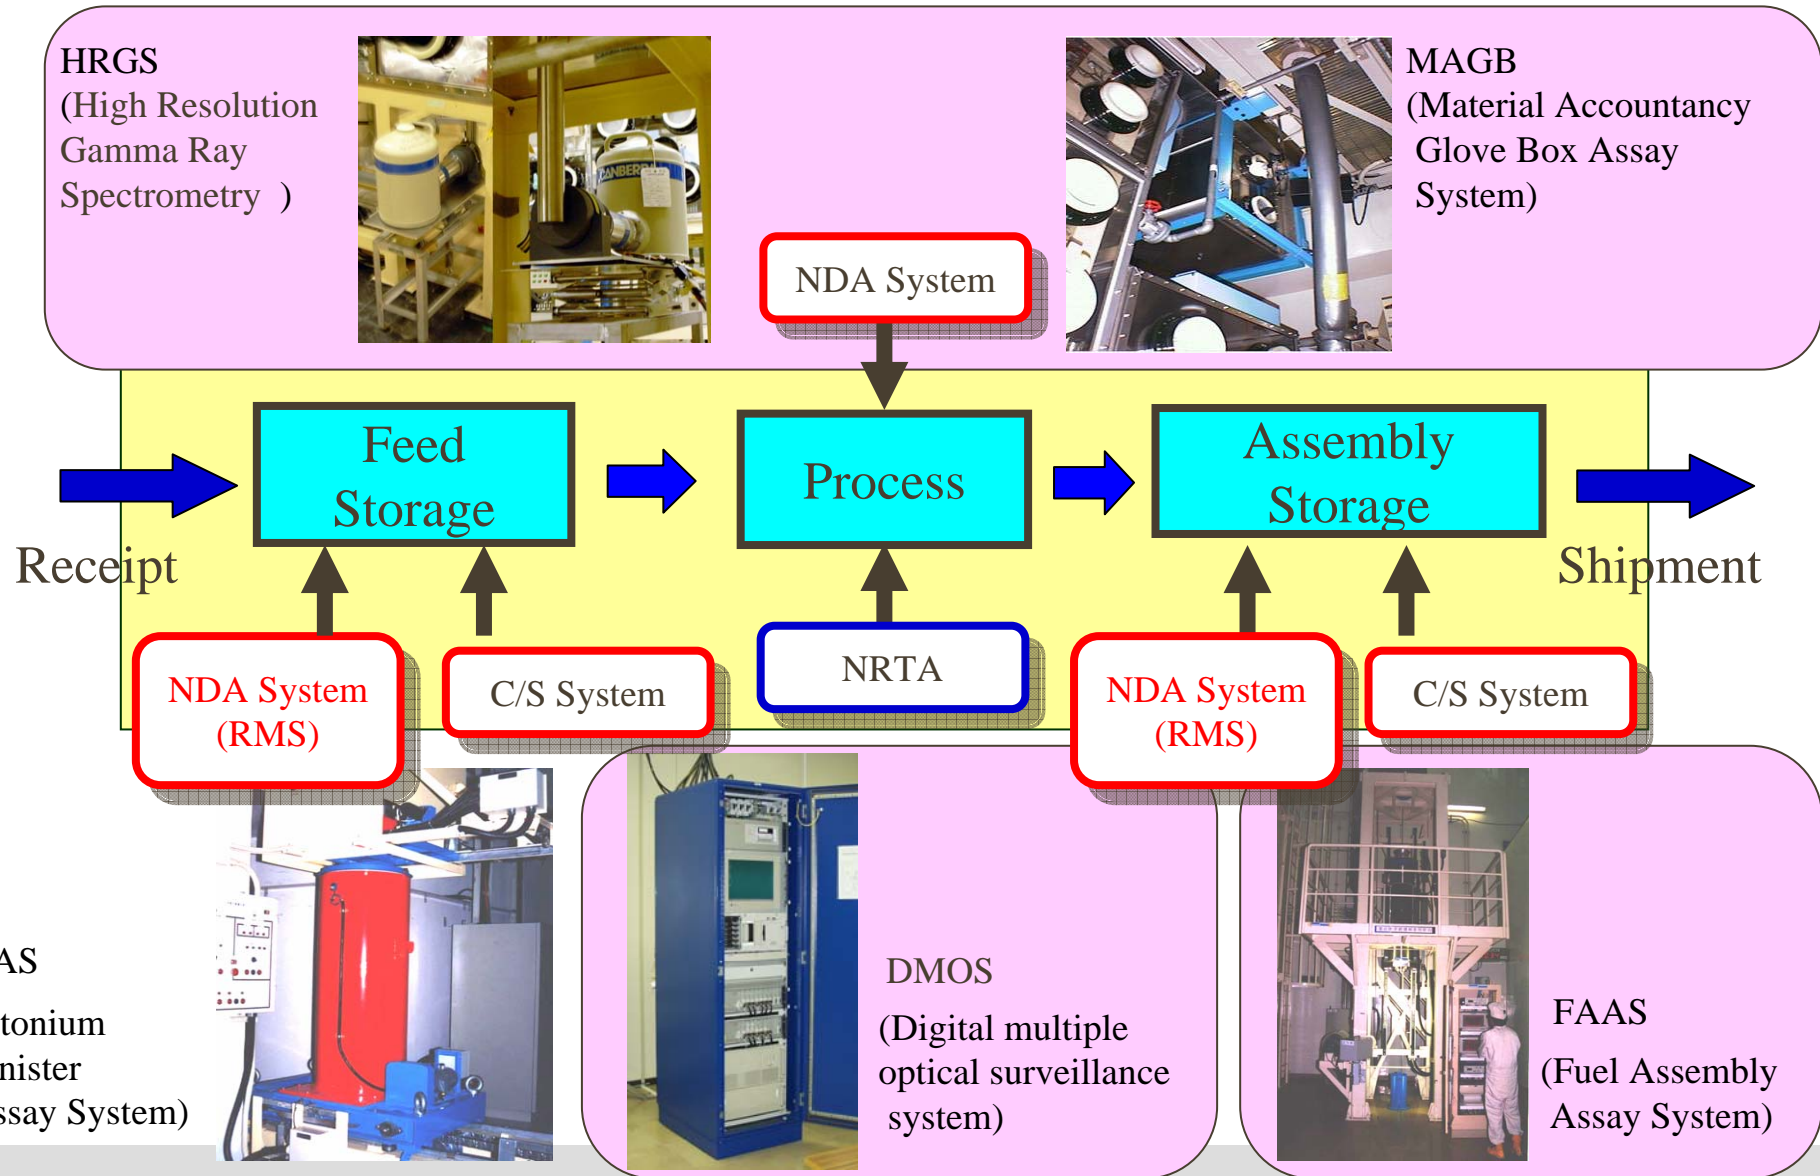 HRGS
(High Resolution
Gamma Ray
Spectrometry )
CANBERRA
MAGB
(Material Accountancy
Glove Box Assay
System)
NDA System
Feed
Storage
Process
Assembly
Storage
Receipt
Shipment
NDA System
(RMS)
C/S System
NRTA
NDA System
(RMS)
C/S System
AS
tonium
nister
ssay System)
DMOS
(Digital multiple
optical surveillance
system)
FAAS
(Fuel Assembly
Assay System)